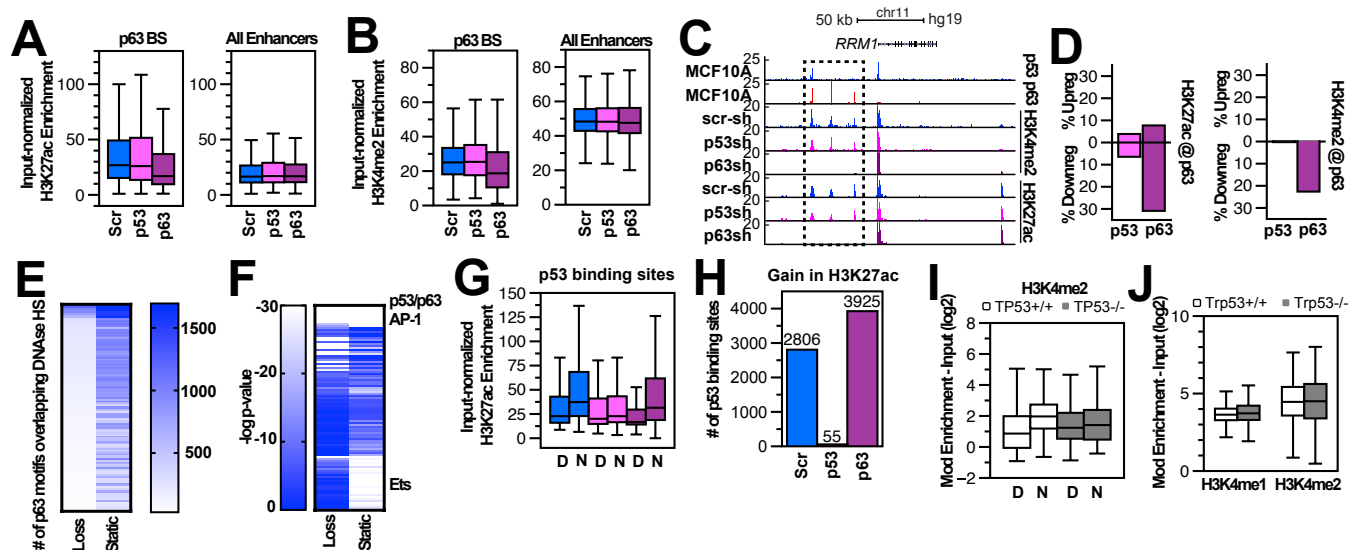 A
p63 BS
All Enhancers
Input-normalized
H3K27ac Enrichment
100
50
0
100
50
0
Scr
p53
p63
Scr
p53
p63
B
p63 BS
All Enhancers
Input-normalized
H3K4me2 Enrichment
80
60
40
20
0
80
60
40
20
0
Scr
p53
p63
Scr
p53
p63
C
chr11
50 kb
hg19
RRM1
25
MCF10A
25
MCF10A
20
scr-sh
20
p53sh
20
p63sh
20
scr-sh
20
p53sh
20
p63sh
p53
p63
H3K4me2
H3K27ac
D
30
20
10
0
10
20
30
% Upreg
% Downreg
p53
p63
H3K27ac @ p63
30
20
10
0
10
20
30
% Upreg
% Downreg
p53
p63
H3K4me2 @ p63
E
# of p63 motifs overlapping DNAse HS
Loss
Static
1500
1000
500
F
-logp-value
-30
-20
-10
0
p53/p63
AP-1
Ets
Loss
Static
G
p53 binding sites
Input-normalized
H3K27ac Enrichment
150
125
100
75
50
25
0
D N D N D N
H
Gain in H3K27ac
# of p53 binding sites
4000
3000
2000
1000
0
2806
55
3925
Scr
p53
p63
I
H3K4me2
TP53+/+ TP53-/-
Mod Enrichment - Input (log2)
8
6
4
2
0
−2
D N D N
J
Trp53+/+ Trp53-/-
Mod Enrichment - Input (log2)
10
5
0
H3K4me1 H3K4me2